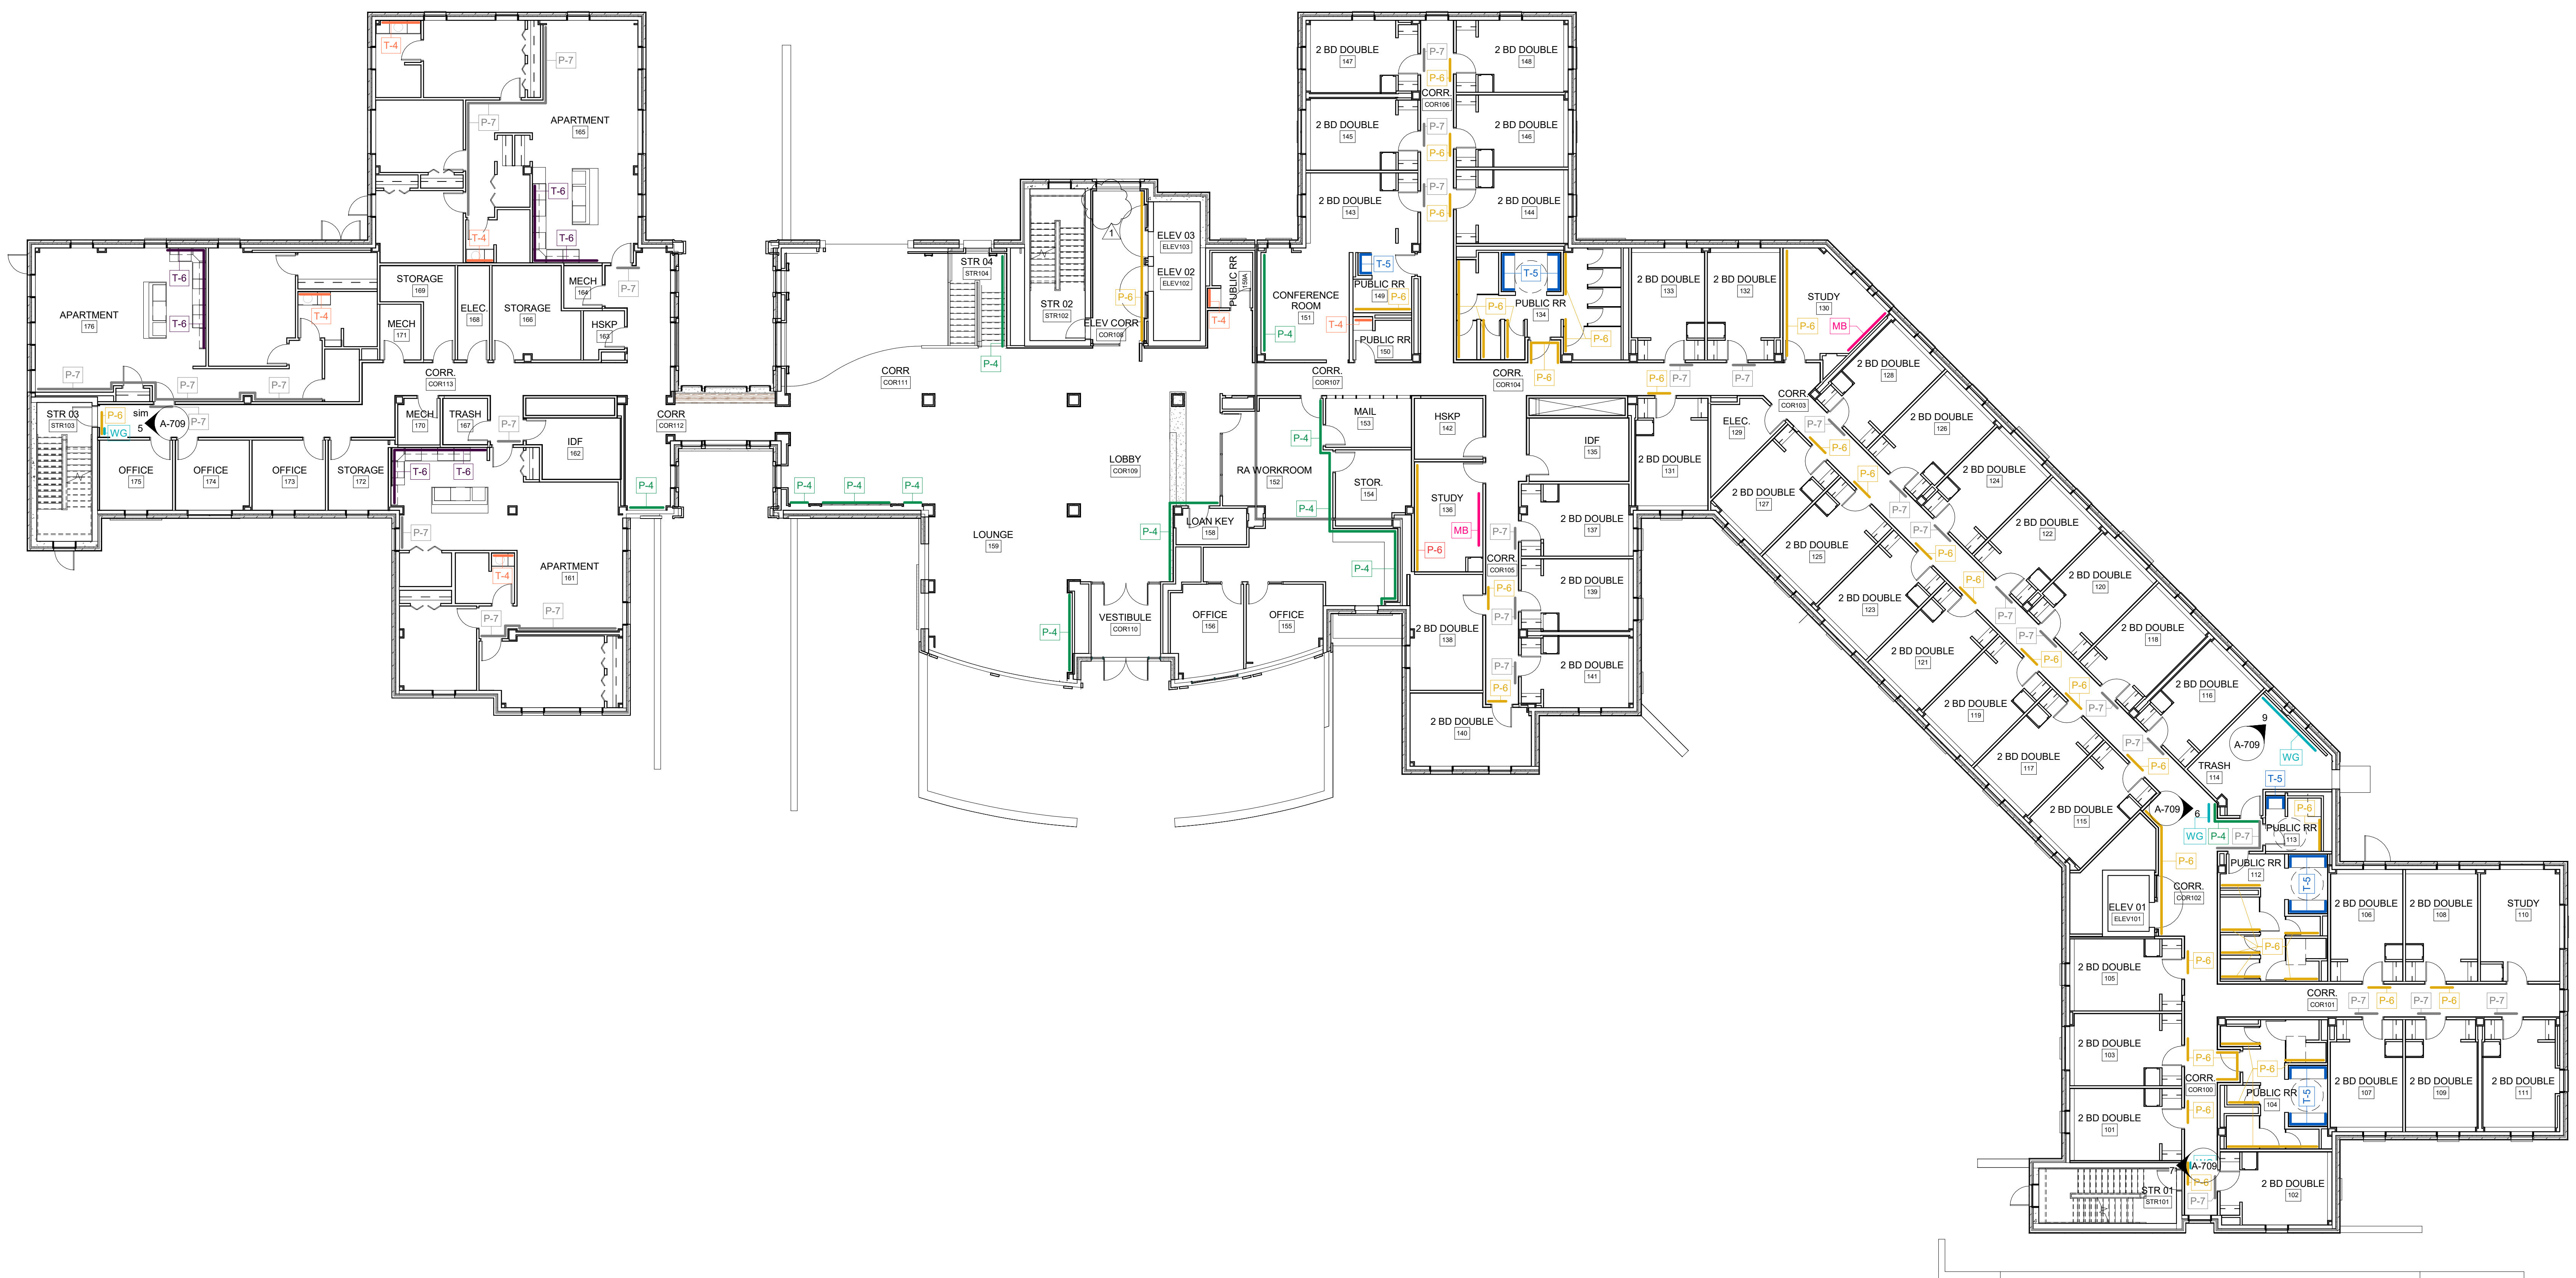 T-4
P-7
P-7
APARTMENT
165
T-6
T-6
T-4
P-7
T-6
T-6
APARTMENT
176
T-4
P-7
P-7
P-7
STORAGE
169
MECH
171
ELEC.
168
STORAGE
166
MECH
164
HSKP
163
CORR.
COR113
STR 03
STR103
P-6
WG
sim
5
A-709
P-7
OFFICE
175
OFFICE
174
OFFICE
173
STORAGE
172
MECH
170
TRASH
167
P-7
IDF
162
T-6
T-6
P-7
T-4
APARTMENT
161
P-7
P-7
P-4
CORR
COR112
CORR
COR111
STR 04
STR104
P-4
STR 02
STR102
1
P-6
ELEV CORR
COR108
ELEV 03
ELEV103
ELEV 02
ELEV102
PUBLIC RR
159A
T-4
P-4
P-4
P-4
LOBBY
COR109
LOUNGE
159
P-4
P-4
VESTIBULE
COR110
LOAN KEY
158
OFFICE
156
OFFICE
155
RA WORKROOM
152
P-4
P-4
P-4
MAIL
153
STOR.
154
CONFERENCE
ROOM
151
P-4
CORR.
COR107
T-5
PUBLIC RR
149
P-6
T-4
PUBLIC RR
150
2 BD DOUBLE
147
2 BD DOUBLE
148
P-7
P-6
CORR.
COR106
2 BD DOUBLE
145
2 BD DOUBLE
146
P-7
P-6
2 BD DOUBLE
143
2 BD DOUBLE
144
P-7
P-6
P-6
T-5
PUBLIC RR
134
P-6
P-6
CORR.
COR104
HSKP
142
STUDY
136
MB
P-6
IDF
135
2 BD DOUBLE
137
P-7
CORR.
COR105
P-6
P-7
2 BD DOUBLE
139
2 BD DOUBLE
138
P-7
P-6
2 BD DOUBLE
141
2 BD DOUBLE
140
2 BD DOUBLE
133
2 BD DOUBLE
132
P-6
P-7
P-7
2 BD DOUBLE
131
STUDY
130
P-6
MB
ELEC.
129
CORR.
COR103
2 BD DOUBLE
128
2 BD DOUBLE
126
2 BD DOUBLE
124
2 BD DOUBLE
122
2 BD DOUBLE
120
2 BD DOUBLE
118
2 BD DOUBLE
116
2 BD DOUBLE
127
2 BD DOUBLE
125
2 BD DOUBLE
123
2 BD DOUBLE
121
2 BD DOUBLE
119
2 BD DOUBLE
117
2 BD DOUBLE
115
P-7
P-6
P-6
P-7
P-7
P-6
P-6
P-7
P-7
P-6
P-6
P-7
P-7
P-6
9
A-709
WG
TRASH
114
T-5
P-6
PUBLIC RR
113
A-709
6
WG
P-4
P-7
P-6
CORR.
COR102
ELEV 01
ELEV101
PUBLIC RR
112
T-5
P-6
2 BD DOUBLE
106
2 BD DOUBLE
108
STUDY
110
2 BD DOUBLE
105
P-6
CORR.
COR101
P-7
P-6
P-7
P-6
P-7
2 BD DOUBLE
103
P-6
CORR.
COR100
P-6
P-6
PUBLIC RR
104
T-5
2 BD DOUBLE
107
2 BD DOUBLE
109
2 BD DOUBLE
111
2 BD DOUBLE
101
7
A-709
P-6
P-7
STR 01
STR101
2 BD DOUBLE
102